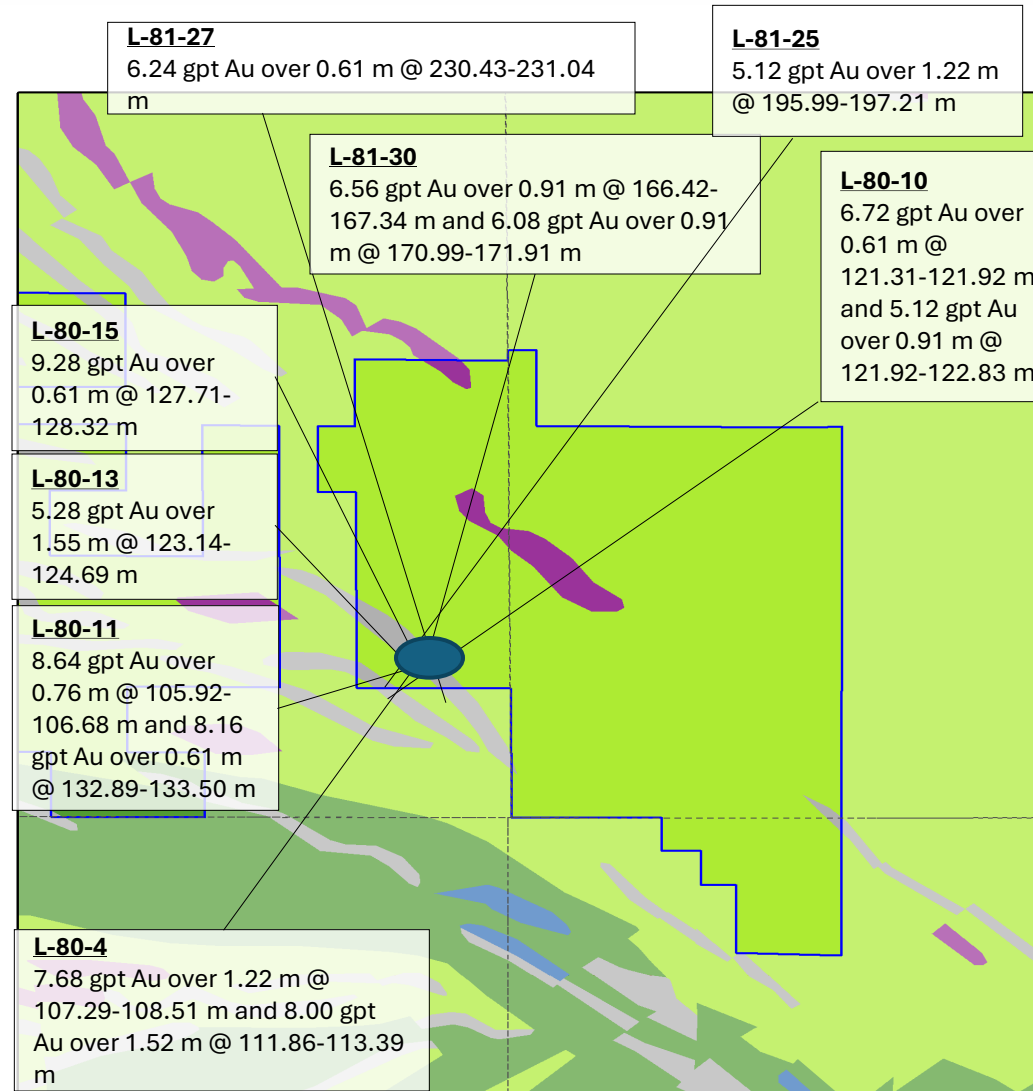 L-81-27
6.24 gpt Au over 0.61 m @ 230.43-231.04
m
L-81-25
5.12 gpt Au over 1.22 m
@ 195.99-197.21 m
L-81-30
6.56 gpt Au over 0.91 m @ 166.42-
167.34 m and 6.08 gpt Au over 0.91
m @ 170.99-171.91 m
L-80-10
6.72 gpt Au over
0.61 m @
121.31-121.92 m
and 5.12 gpt Au
over 0.91 m @
121.92-122.83 m
L-80-15
9.28 gpt Au over
0.61 m @ 127.71-
128.32 m
L-80-13
5.28 gpt Au over
1.55 m @ 123.14-
124.69 m
L-80-11
8.64 gpt Au over
0.76 m @ 105.92-
106.68 m and 8.16
gpt Au over 0.61 m
@ 132.89-133.50 m
L-80-4
7.68 gpt Au over 1.22 m @
107.29-108.51 m and 8.00 gpt
Au over 1.52 m @ 111.86-113.39
m